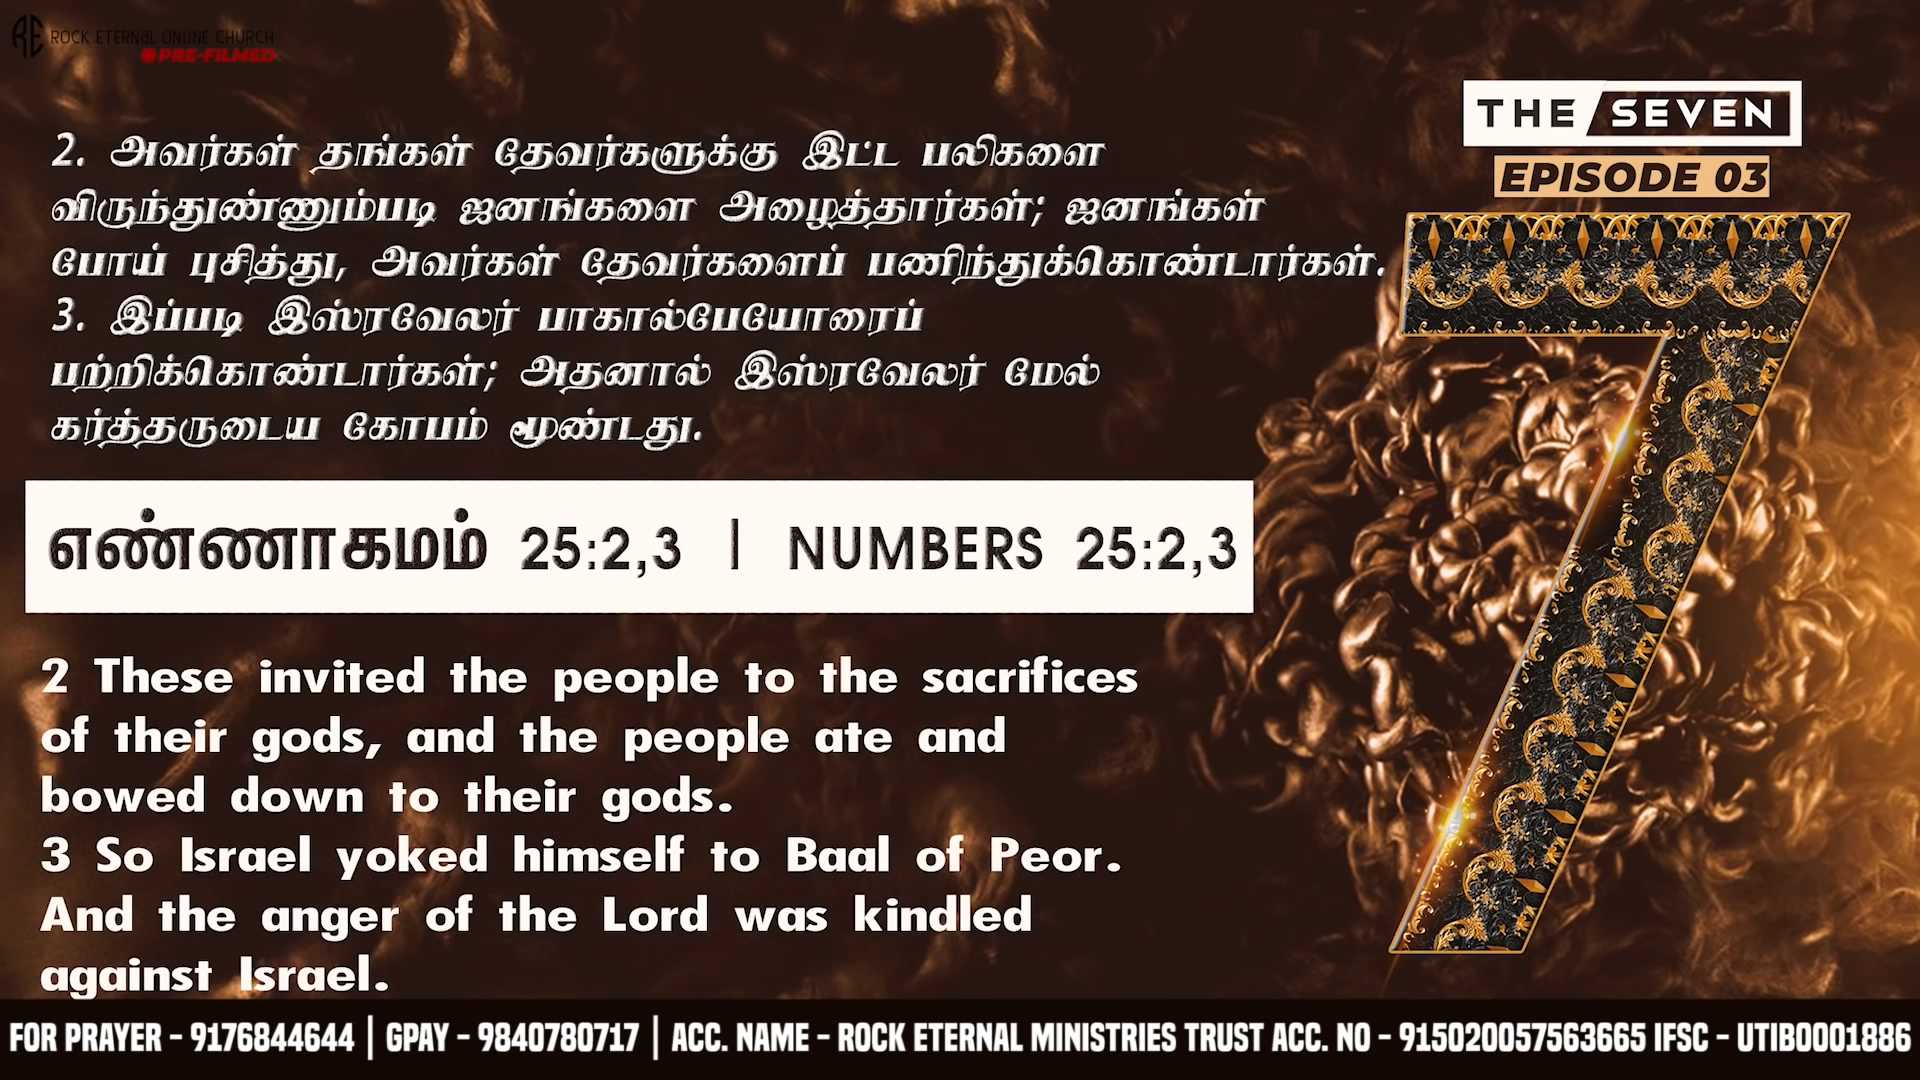 RE ROCK ETERNAL ONLINE CHURCH
PRE-FILMED
THE SEVEN
EPISODE 03
7
2. அவர்கள் தங்கள் தேவர்களுக்கு இட்ட பலிகளை
விருந்துண்ணும்படி ஜனங்களை அழைத்தார்கள்; ஜனங்கள்
போய் புசித்து, அவர்கள் தேவர்களைப் பணிந்துக்கொண்டார்கள்.
3. இப்படி இஸ்ரவேலர் பாகால்பேயோரைப்
பற்றிக்கொண்டார்கள்; அதனால் இஸ்ரவேலர் மேல்
கர்த்தருடைய கோபம் மூண்டது.
எண்ணாகமம் 25:2,3 | NUMBERS 25:2,3
2 These invited the people to the sacrifices
of their gods, and the people ate and
bowed down to their gods.
3 So Israel yoked himself to Baal of Peor.
And the anger of the Lord was kindled
against Israel.
FOR PRAYER - 9176844644 | GPAY - 9840780717 | ACC. NAME - ROCK ETERNAL MINISTRIES TRUST ACC. NO - 915020057563665 IFSC - UTIB0001886